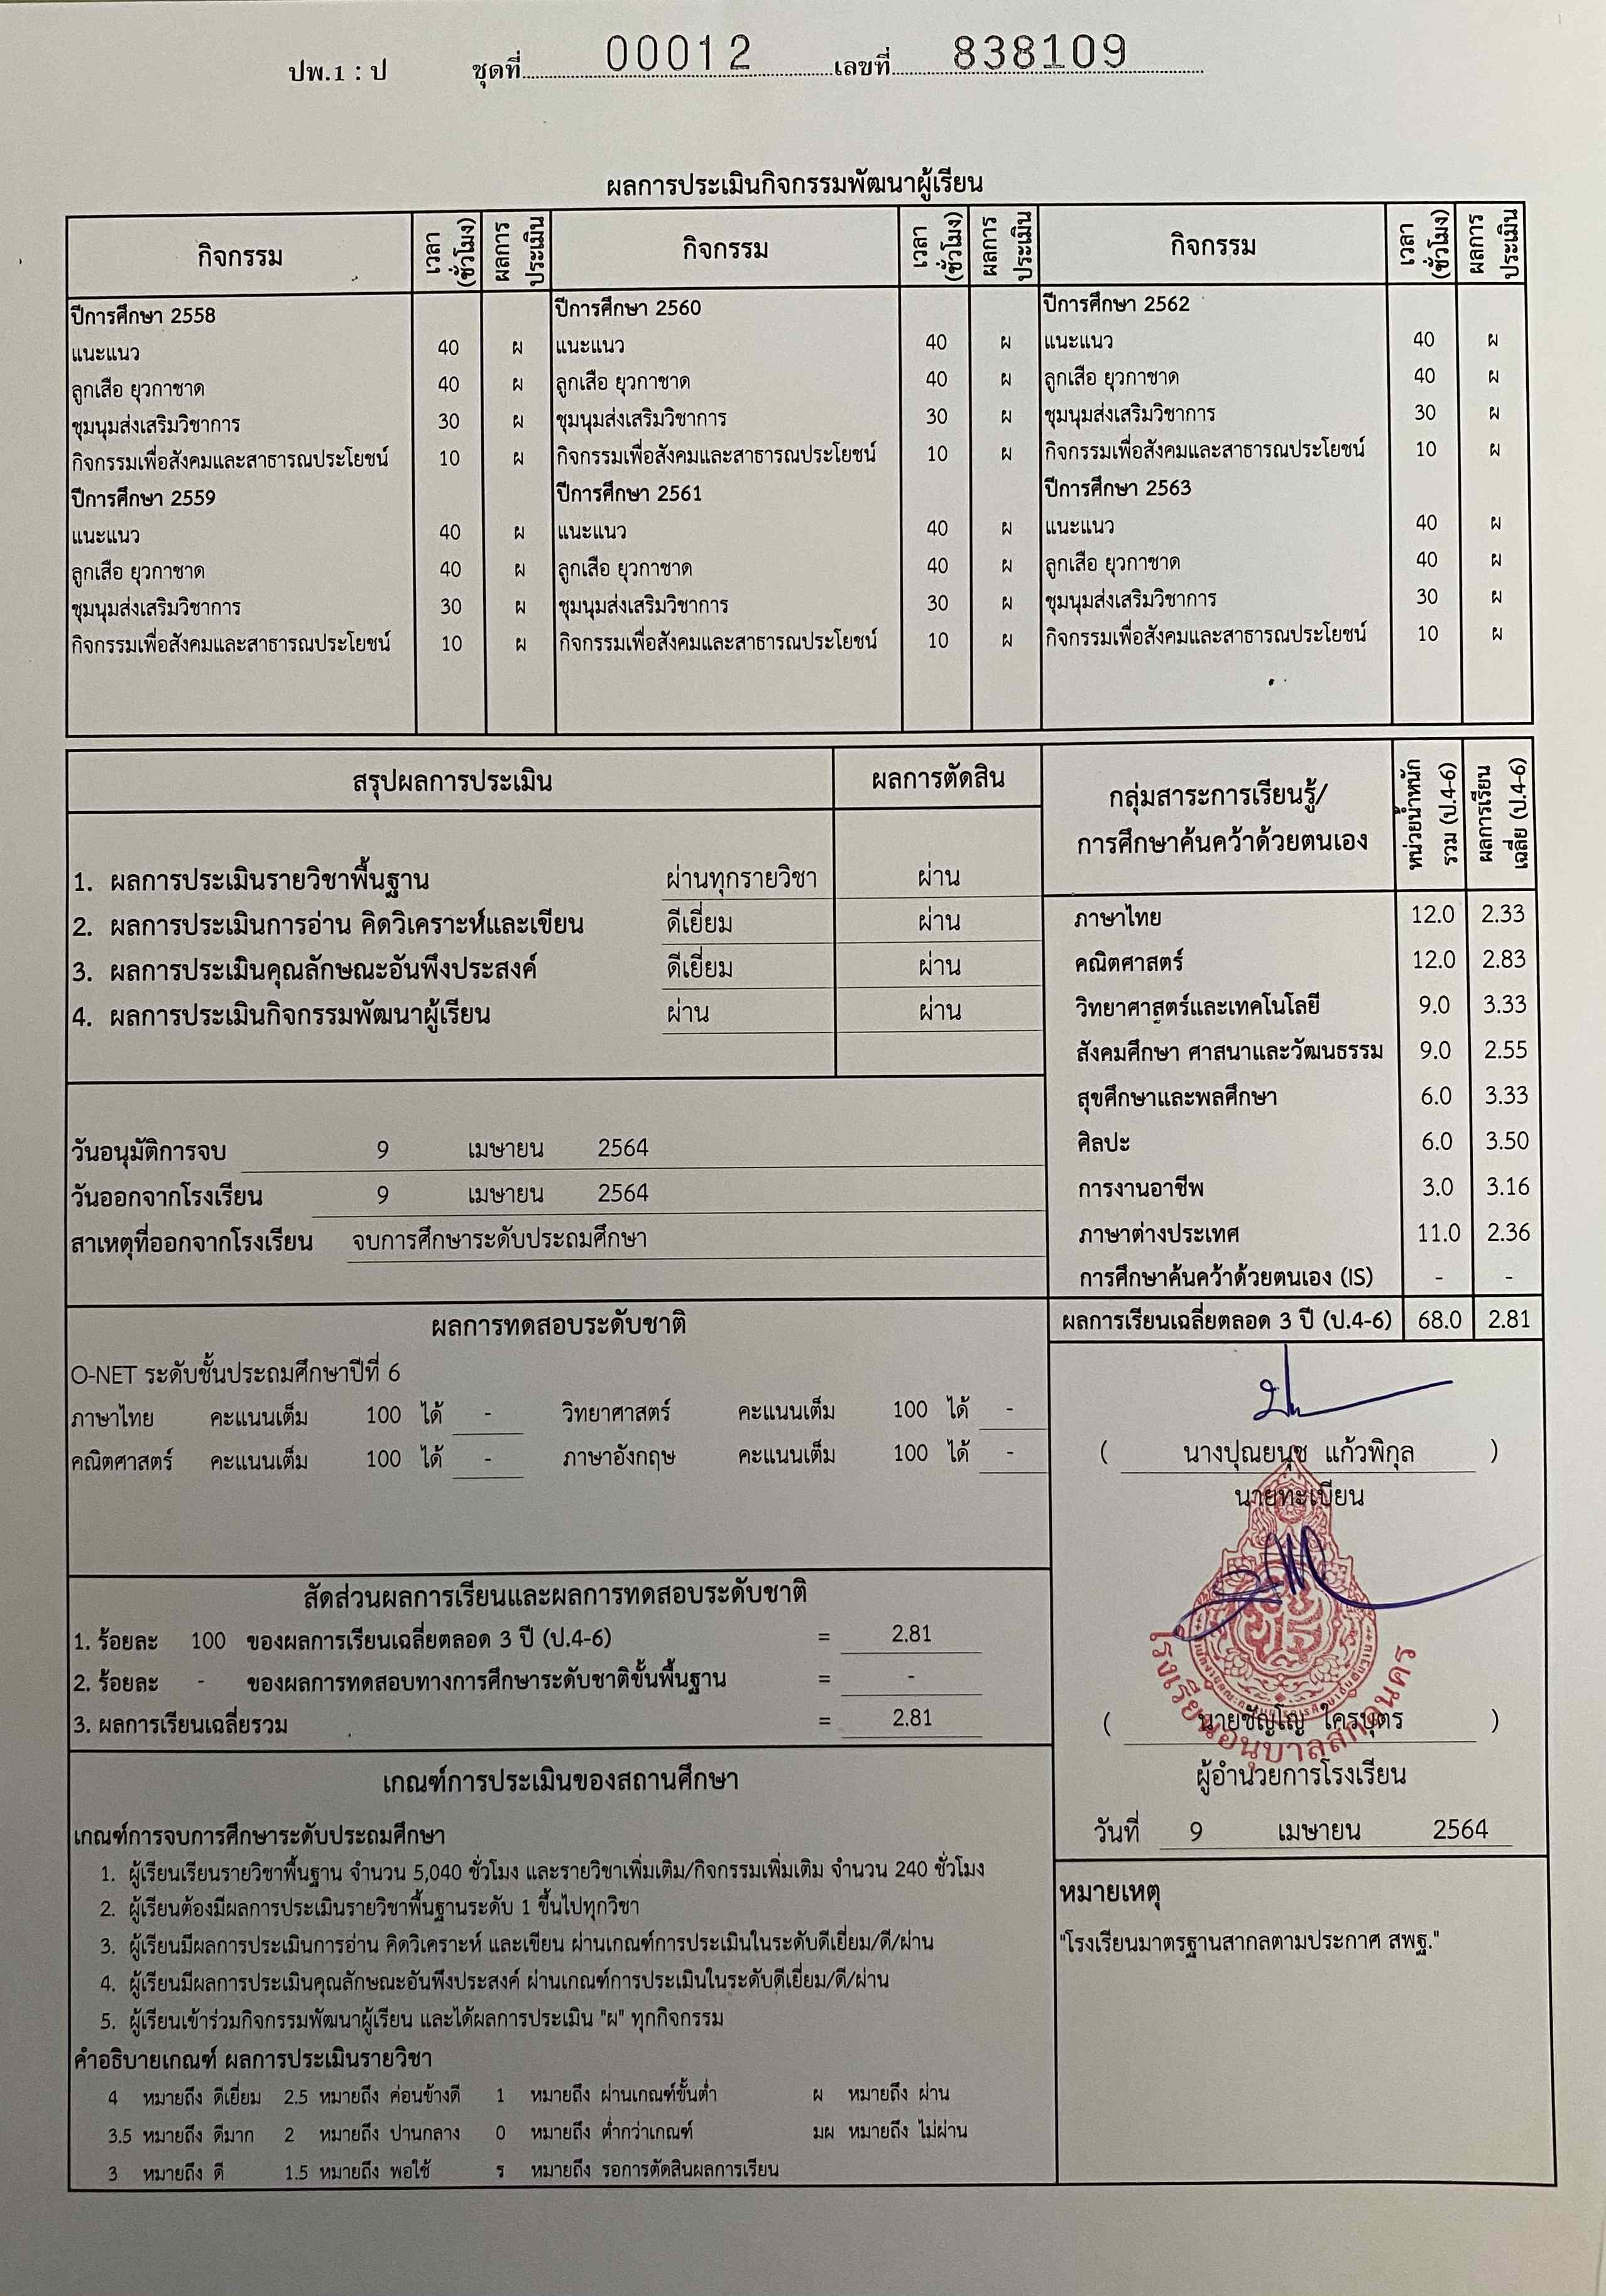 ปพ.1 : ป ชุดที่ 00012 เลขที่ 838109
ผลการประเมินกิจกรรมพัฒนาผู้เรียน
กิจกรรม เวลา (ชั่วโมง) ผลการประเมิน กิจกรรม เวลา (ชั่วโมง) ผลการประเมิน กิจกรรม เวลา (ชั่วโมง) ผลการประเมิน
ปีการศึกษา 2558 ปีการศึกษา 2560 ปีการศึกษา 2562
แนะแนว 40 ผ แนะแนว 40 ผ แนะแนว 40 ผ
ลูกเสือ ยุวกาชาด 40 ผ ลูกเสือ ยุวกาชาด 40 ผ ลูกเสือ ยุวกาชาด 40 ผ
ชุมนุมส่งเสริมวิชาการ 30 ผ ชุมนุมส่งเสริมวิชาการ 30 ผ ชุมนุมส่งเสริมวิชาการ 30 ผ
กิจกรรมเพื่อสังคมและสาธารณประโยชน์ 10 ผ กิจกรรมเพื่อสังคมและสาธารณประโยชน์ 10 ผ กิจกรรมเพื่อสังคมและสาธารณประโยชน์ 10 ผ
ปีการศึกษา 2559 ปีการศึกษา 2561 ปีการศึกษา 2563
แนะแนว 40 ผ แนะแนว 40 ผ แนะแนว 40 ผ
ลูกเสือ ยุวกาชาด 40 ผ ลูกเสือ ยุวกาชาด 40 ผ ลูกเสือ ยุวกาชาด 40 ผ
ชุมนุมส่งเสริมวิชาการ 30 ผ ชุมนุมส่งเสริมวิชาการ 30 ผ ชุมนุมส่งเสริมวิชาการ 30 ผ
กิจกรรมเพื่อสังคมและสาธารณประโยชน์ 10 ผ กิจกรรมเพื่อสังคมและสาธารณประโยชน์ 10 ผ กิจกรรมเพื่อสังคมและสาธารณประโยชน์ 10 ผ
สรุปผลการประเมิน ผลการตัดสิน
1. ผลการประเมินรายวิชาพื้นฐาน ผ่านทุกรายวิชา ผ่าน
2. ผลการประเมินการอ่าน คิดวิเคราะห์และเขียน ดีเยี่ยม ผ่าน
3. ผลการประเมินคุณลักษณะอันพึงประสงค์ ดีเยี่ยม ผ่าน
4. ผลการประเมินกิจกรรมพัฒนาผู้เรียน ผ่าน ผ่าน
วันอนุมัติการจบ 9 เมษายน 2564
วันออกจากโรงเรียน 9 เมษายน 2564
สาเหตุที่ออกจากโรงเรียน จบการศึกษาระดับประถมศึกษา
กลุ่มสาระการเรียนรู้/
การศึกษาค้นคว้าด้วยตนเอง
หน่วยน้ำหนัก
รวม (ป.4-6)
ผลการเรียน
เฉลี่ย (ป.4-6)
ภาษาไทย 12.0 2.33
คณิตศาสตร์ 12.0 2.83
วิทยาศาสตร์และเทคโนโลยี 9.0 3.33
สังคมศึกษา ศาสนาและวัฒนธรรม 9.0 2.55
สุขศึกษาและพลศึกษา 6.0 3.33
ศิลปะ 6.0 3.50
การงานอาชีพ 3.0 3.16
ภาษาต่างประเทศ 11.0 2.36
การศึกษาค้นคว้าด้วยตนเอง (IS) - -
ผลการเรียนเฉลี่ยตลอด 3 ปี (ป.4-6) 68.0 2.81
ผลการทดสอบระดับชาติ
O-NET ระดับชั้นประถมศึกษาปีที่ 6
ภาษาไทย คะแนนเต็ม 100 ได้ - วิทยาศาสตร์ คะแนนเต็ม 100 ได้ -
คณิตศาสตร์ คะแนนเต็ม 100 ได้ - ภาษาอังกฤษ คะแนนเต็ม 100 ได้ -
สัดส่วนผลการเรียนและผลการทดสอบระดับชาติ
1. ร้อยละ 100 ของผลการเรียนเฉลี่ยตลอด 3 ปี (ป.4-6) = 2.81
2. ร้อยละ - ของผลการทดสอบทางการศึกษาระดับชาติขั้นพื้นฐาน = -
3. ผลการเรียนเฉลี่ยรวม = 2.81
( นางปุณยนุช แก้วพิกุล )
นายทะเบียน
โรงเรียนอนุบาลสกลนคร
( นายชัญโญ ใครบุตร )
ผู้อำนวยการโรงเรียน
วันที่ 9 เมษายน 2564
เกณฑ์การประเมินของสถานศึกษา
เกณฑ์การจบการศึกษาระดับประถมศึกษา
1. ผู้เรียนเรียนรายวิชาพื้นฐาน จำนวน 5,040 ชั่วโมง และรายวิชาเพิ่มเติม/กิจกรรมเพิ่มเติม จำนวน 240 ชั่วโมง
2. ผู้เรียนต้องมีผลการประเมินรายวิชาพื้นฐานระดับ 1 ขึ้นไปทุกวิชา
3. ผู้เรียนมีผลการประเมินการอ่าน คิดวิเคราะห์ และเขียน ผ่านเกณฑ์การประเมินในระดับดีเยี่ยม/ดี/ผ่าน
4. ผู้เรียนมีผลการประเมินคุณลักษณะอันพึงประสงค์ ผ่านเกณฑ์การประเมินในระดับดีเยี่ยม/ดี/ผ่าน
5. ผู้เรียนเข้าร่วมกิจกรรมพัฒนาผู้เรียน และได้ผลการประเมิน "ผ" ทุกกิจกรรม
คำอธิบายเกณฑ์ ผลการประเมินรายวิชา
4 หมายถึง ดีเยี่ยม 2.5 หมายถึง ค่อนข้างดี 1 หมายถึง ผ่านเกณฑ์ขั้นต่ำ ผ หมายถึง ผ่าน
3.5 หมายถึง ดีมาก 2 หมายถึง ปานกลาง 0 หมายถึง ต่ำกว่าเกณฑ์ มผ หมายถึง ไม่ผ่าน
3 หมายถึง ดี 1.5 หมายถึง พอใช้ ร หมายถึง รอการตัดสินผลการเรียน
หมายเหตุ
"โรงเรียนมาตรฐานสากลตามประกาศ สพฐ."